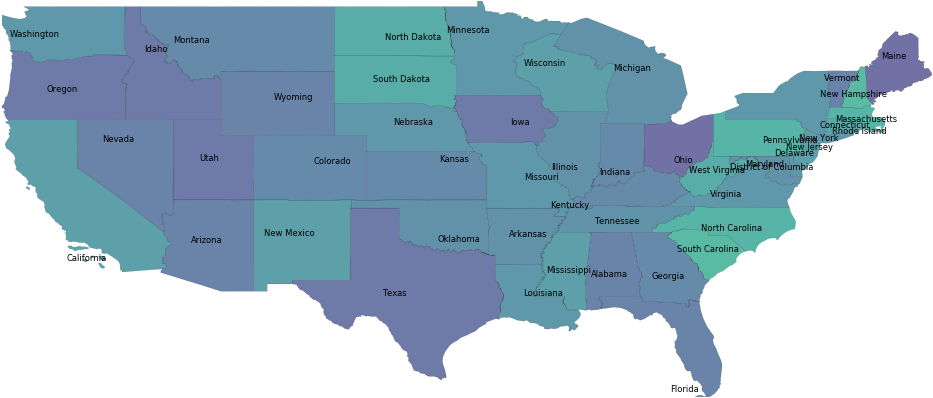 Washington
Montana
Idaho
North Dakota
Minnesota
Oregon
Wyoming
South Dakota
Wisconsin
Michigan
Maine
Vermont
New Hampshire
Massachusetts
Connecticut
Rhode Island
New York
New Jersey
Pennsylvania
Delaware
Maryland
District of Columbia
West Virginia
Virginia
Nevada
Utah
Colorado
Nebraska
Kansas
Iowa
Missouri
Illinois
Indiana
Ohio
Kentucky
Tennessee
North Carolina
South Carolina
California
Arizona
New Mexico
Oklahoma
Arkansas
Texas
Louisiana
Mississippi
Alabama
Georgia
Florida